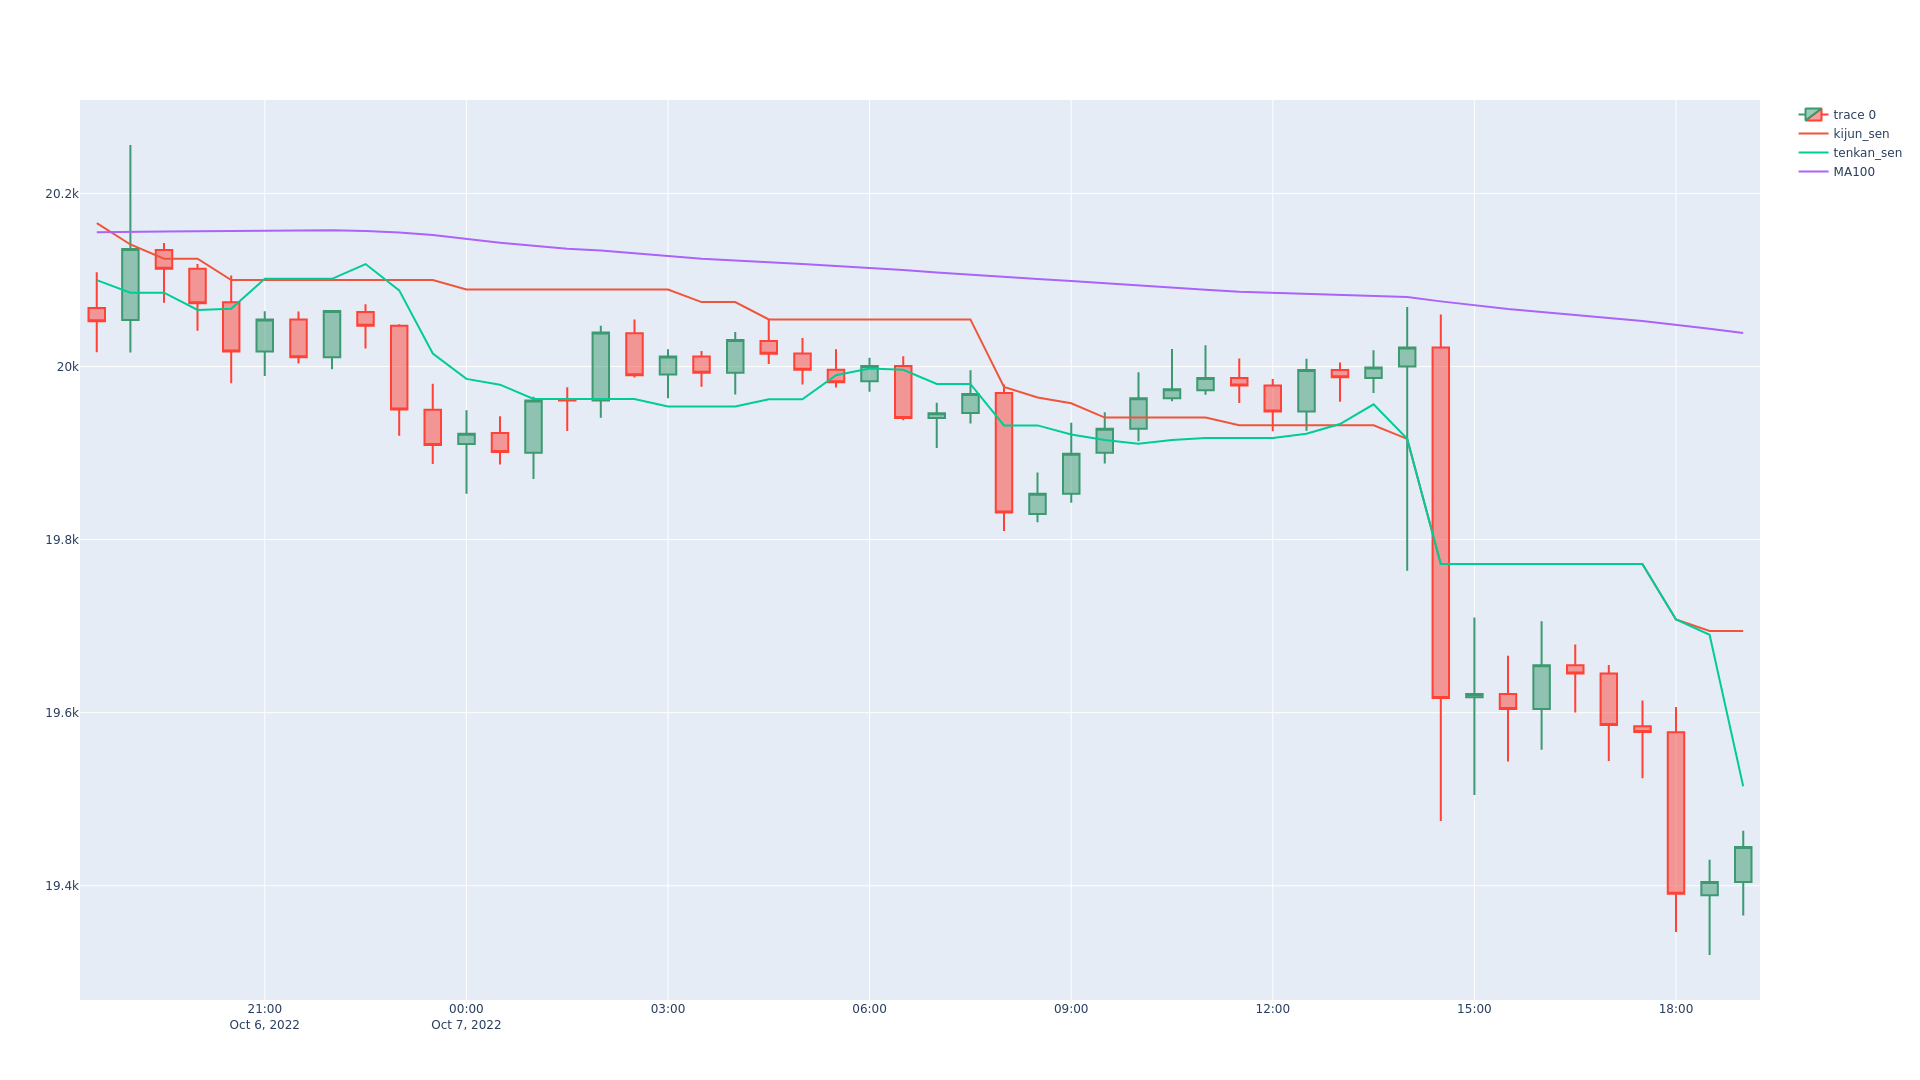 trace 0
kijun_sen
tenkan_sen
MA100
20.2k
20k
19.8k
19.6k
19.4k
21:00
Oct 6, 2022
00:00
Oct 7, 2022
03:00
06:00
09:00
12:00
15:00
18:00